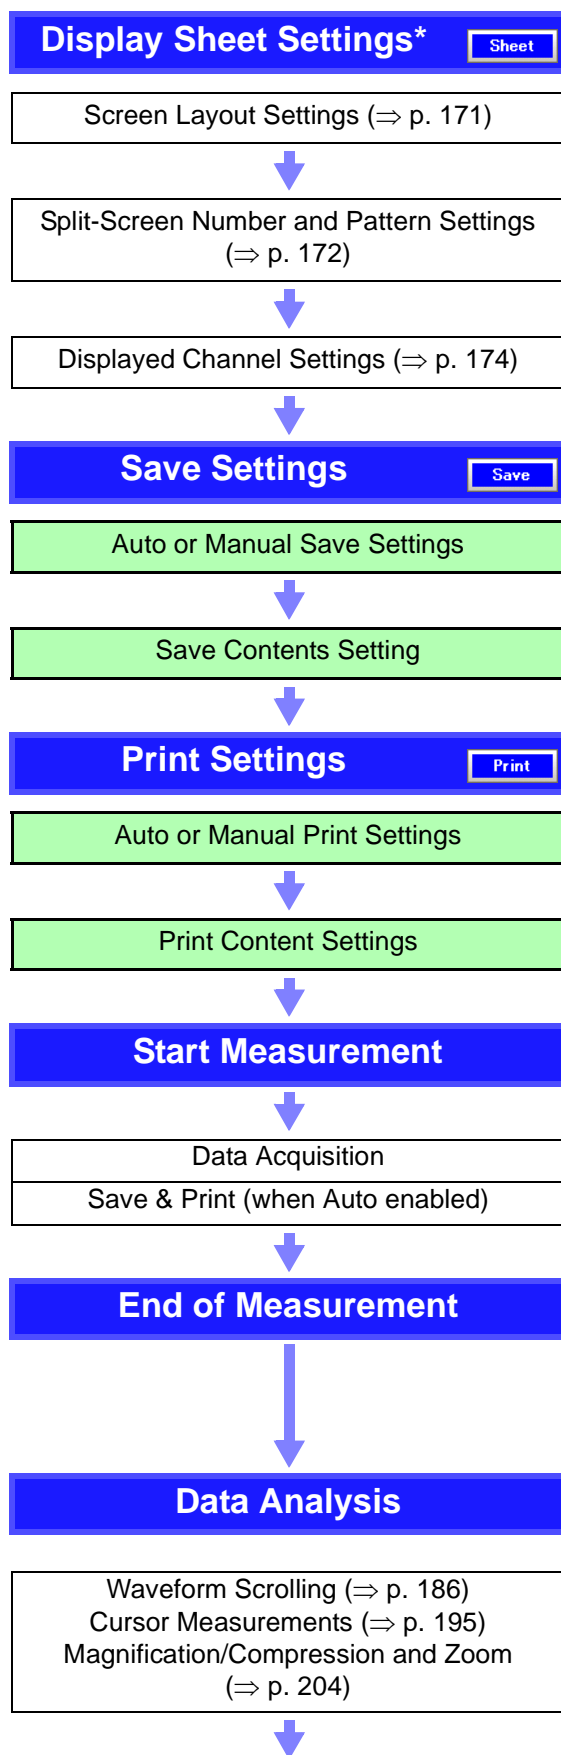 Display Sheet Settings* Sheet
Screen Layout Settings (⇒ p. 171)
Split-Screen Number and Pattern Settings
(⇒ p. 172)
Displayed Channel Settings (⇒ p. 174)
Save Settings Save
Auto or Manual Save Settings
Save Contents Setting
Print Settings Print
Auto or Manual Print Settings
Print Content Settings
Start Measurement
Data Acquisition
Save & Print (when Auto enabled)
End of Measurement
Data Analysis
Waveform Scrolling (⇒ p. 186)
Cursor Measurements (⇒ p. 195)
Magnification/Compression and Zoom
(⇒ p. 204)